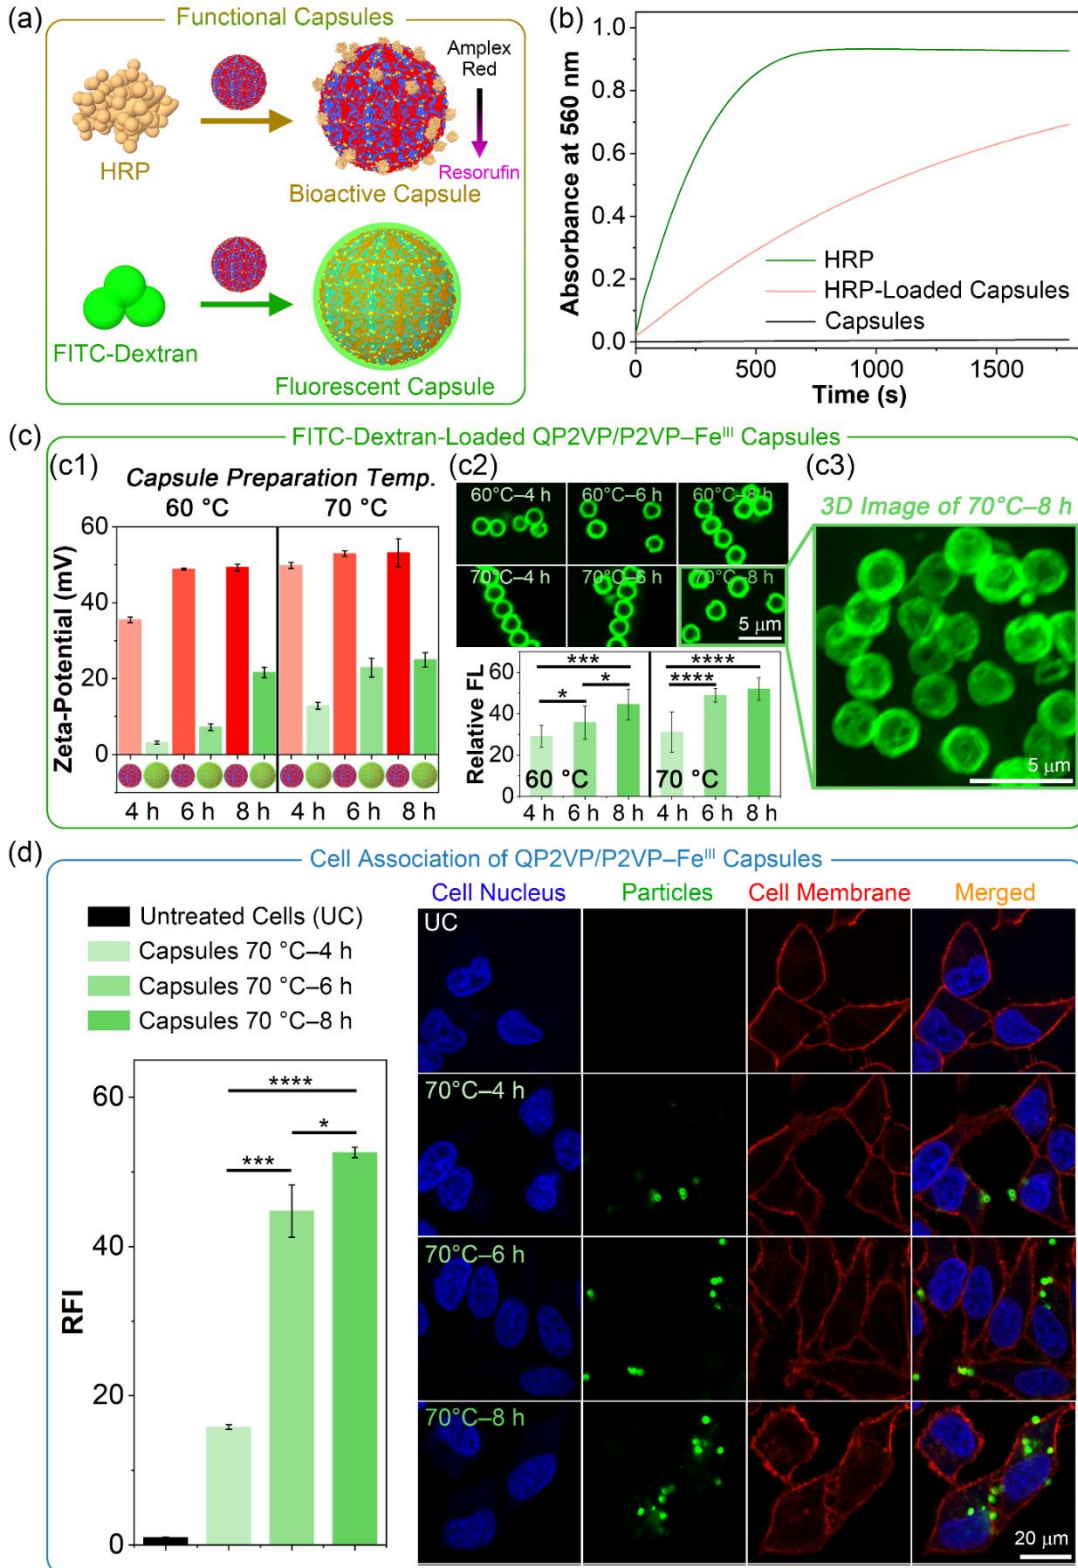 (a)
Functional Capsules
HRP
Amplex
Red
Resorufin
Bioactive Capsule
FITC-Dextran
Fluorescent Capsule
(b)
Absorbance at 560 nm
1.0
0.8
0.6
0.4
0.2
0.0
HRP
HRP-Loaded Capsules
Capsules
0 500 1000 1500
Time (s)
(c)
FITC-Dextran-Loaded QP2VP/P2VP–Feᴵᴵᴵ Capsules
(c1)
Capsule Preparation Temp.
60 °C 70 °C
Zeta-Potential (mV)
60
40
20
0
4 h 6 h 8 h 4 h 6 h 8 h
(c2)
60°C–4 h 60°C–6 h 60°C–8 h
70°C–4 h 70°C–6 h 70°C–8 h
5 μm
Relative FL
90
60
30
0
*** ****
* * ****
60 °C 70 °C
4 h 6 h 8 h 4 h 6 h 8 h
(c3)
3D Image of 70°C–8 h
5 μm
(d)
Cell Association of QP2VP/P2VP–Feᴵᴵᴵ Capsules
Untreated Cells (UC)
Capsules 70 °C–4 h
Capsules 70 °C–6 h
Capsules 70 °C–8 h
RFI
60
40
20
0
****
*
***
Cell Nucleus Particles Cell Membrane Merged
UC
70°C–4 h
70°C–6 h
70°C–8 h
20 μm